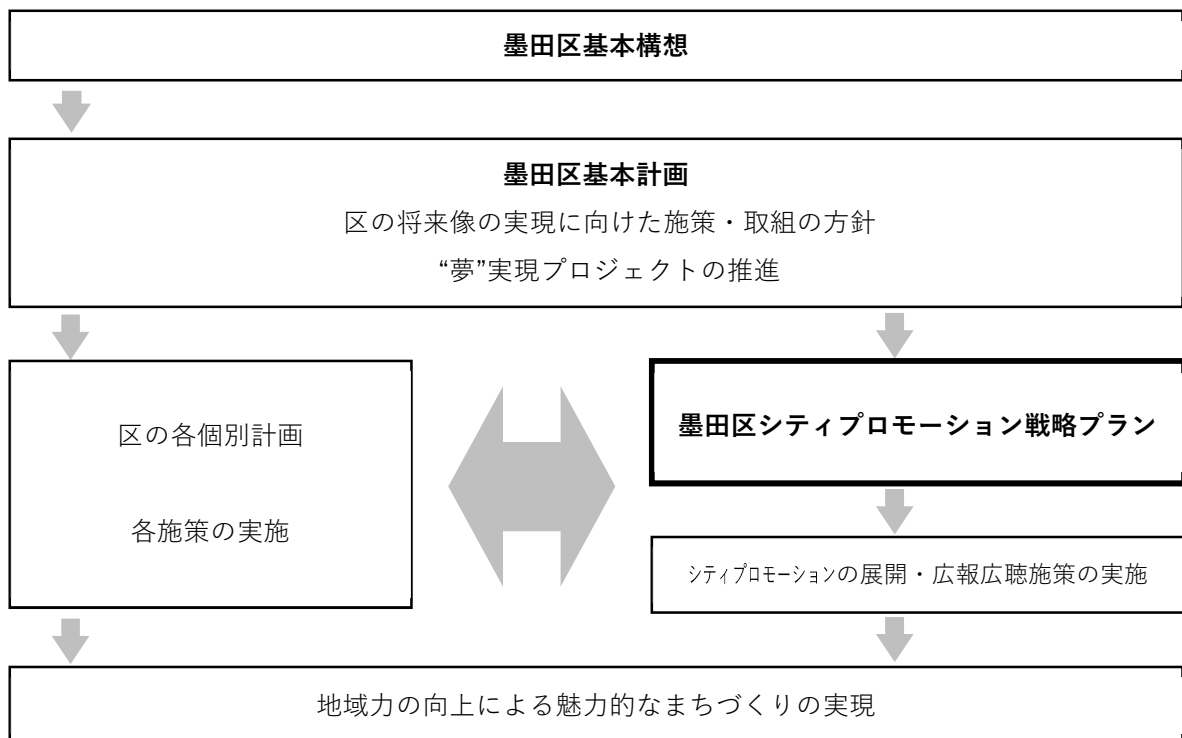 墨田区基本構想
墨田区基本計画
区の将来像の実現に向けた施策・取組の方針
“夢”実現プロジェクトの推進
区の各個別計画
各施策の実施
墨田区シティプロモーション戦略プラン
ｼﾃｨﾌﾟﾛﾓｰｼｮﾝの展開・広報広聴施策の実施
地域力の向上による魅力的なまちづくりの実現